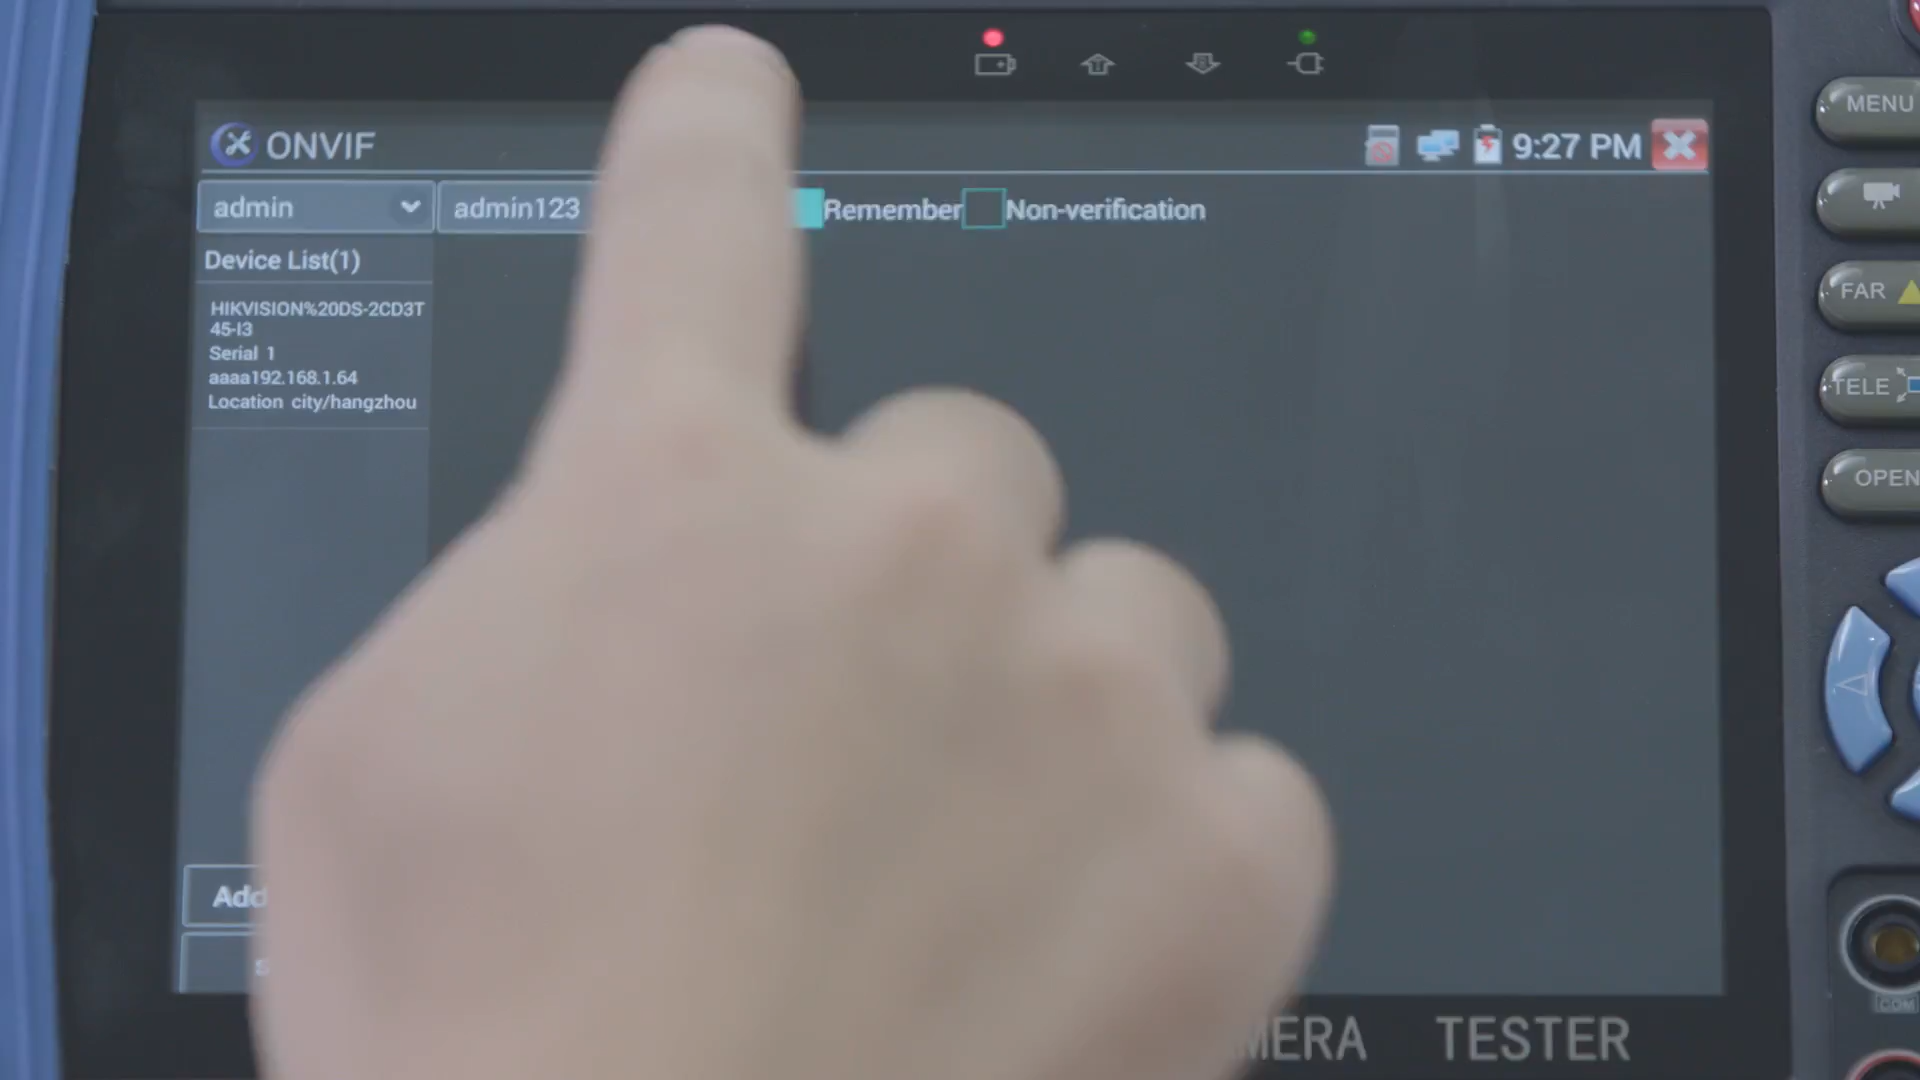 ONVIF
9:27 PM
MENU
admin
admin123
Remember
Non-verification
Device List(1)
HIKVISION%20DS-2CD3T
45-I3
Serial 1
aaaa192.168.1.64
Location city/hangzhou
FAR
TELE
OPEN
Add
COM
TESTER